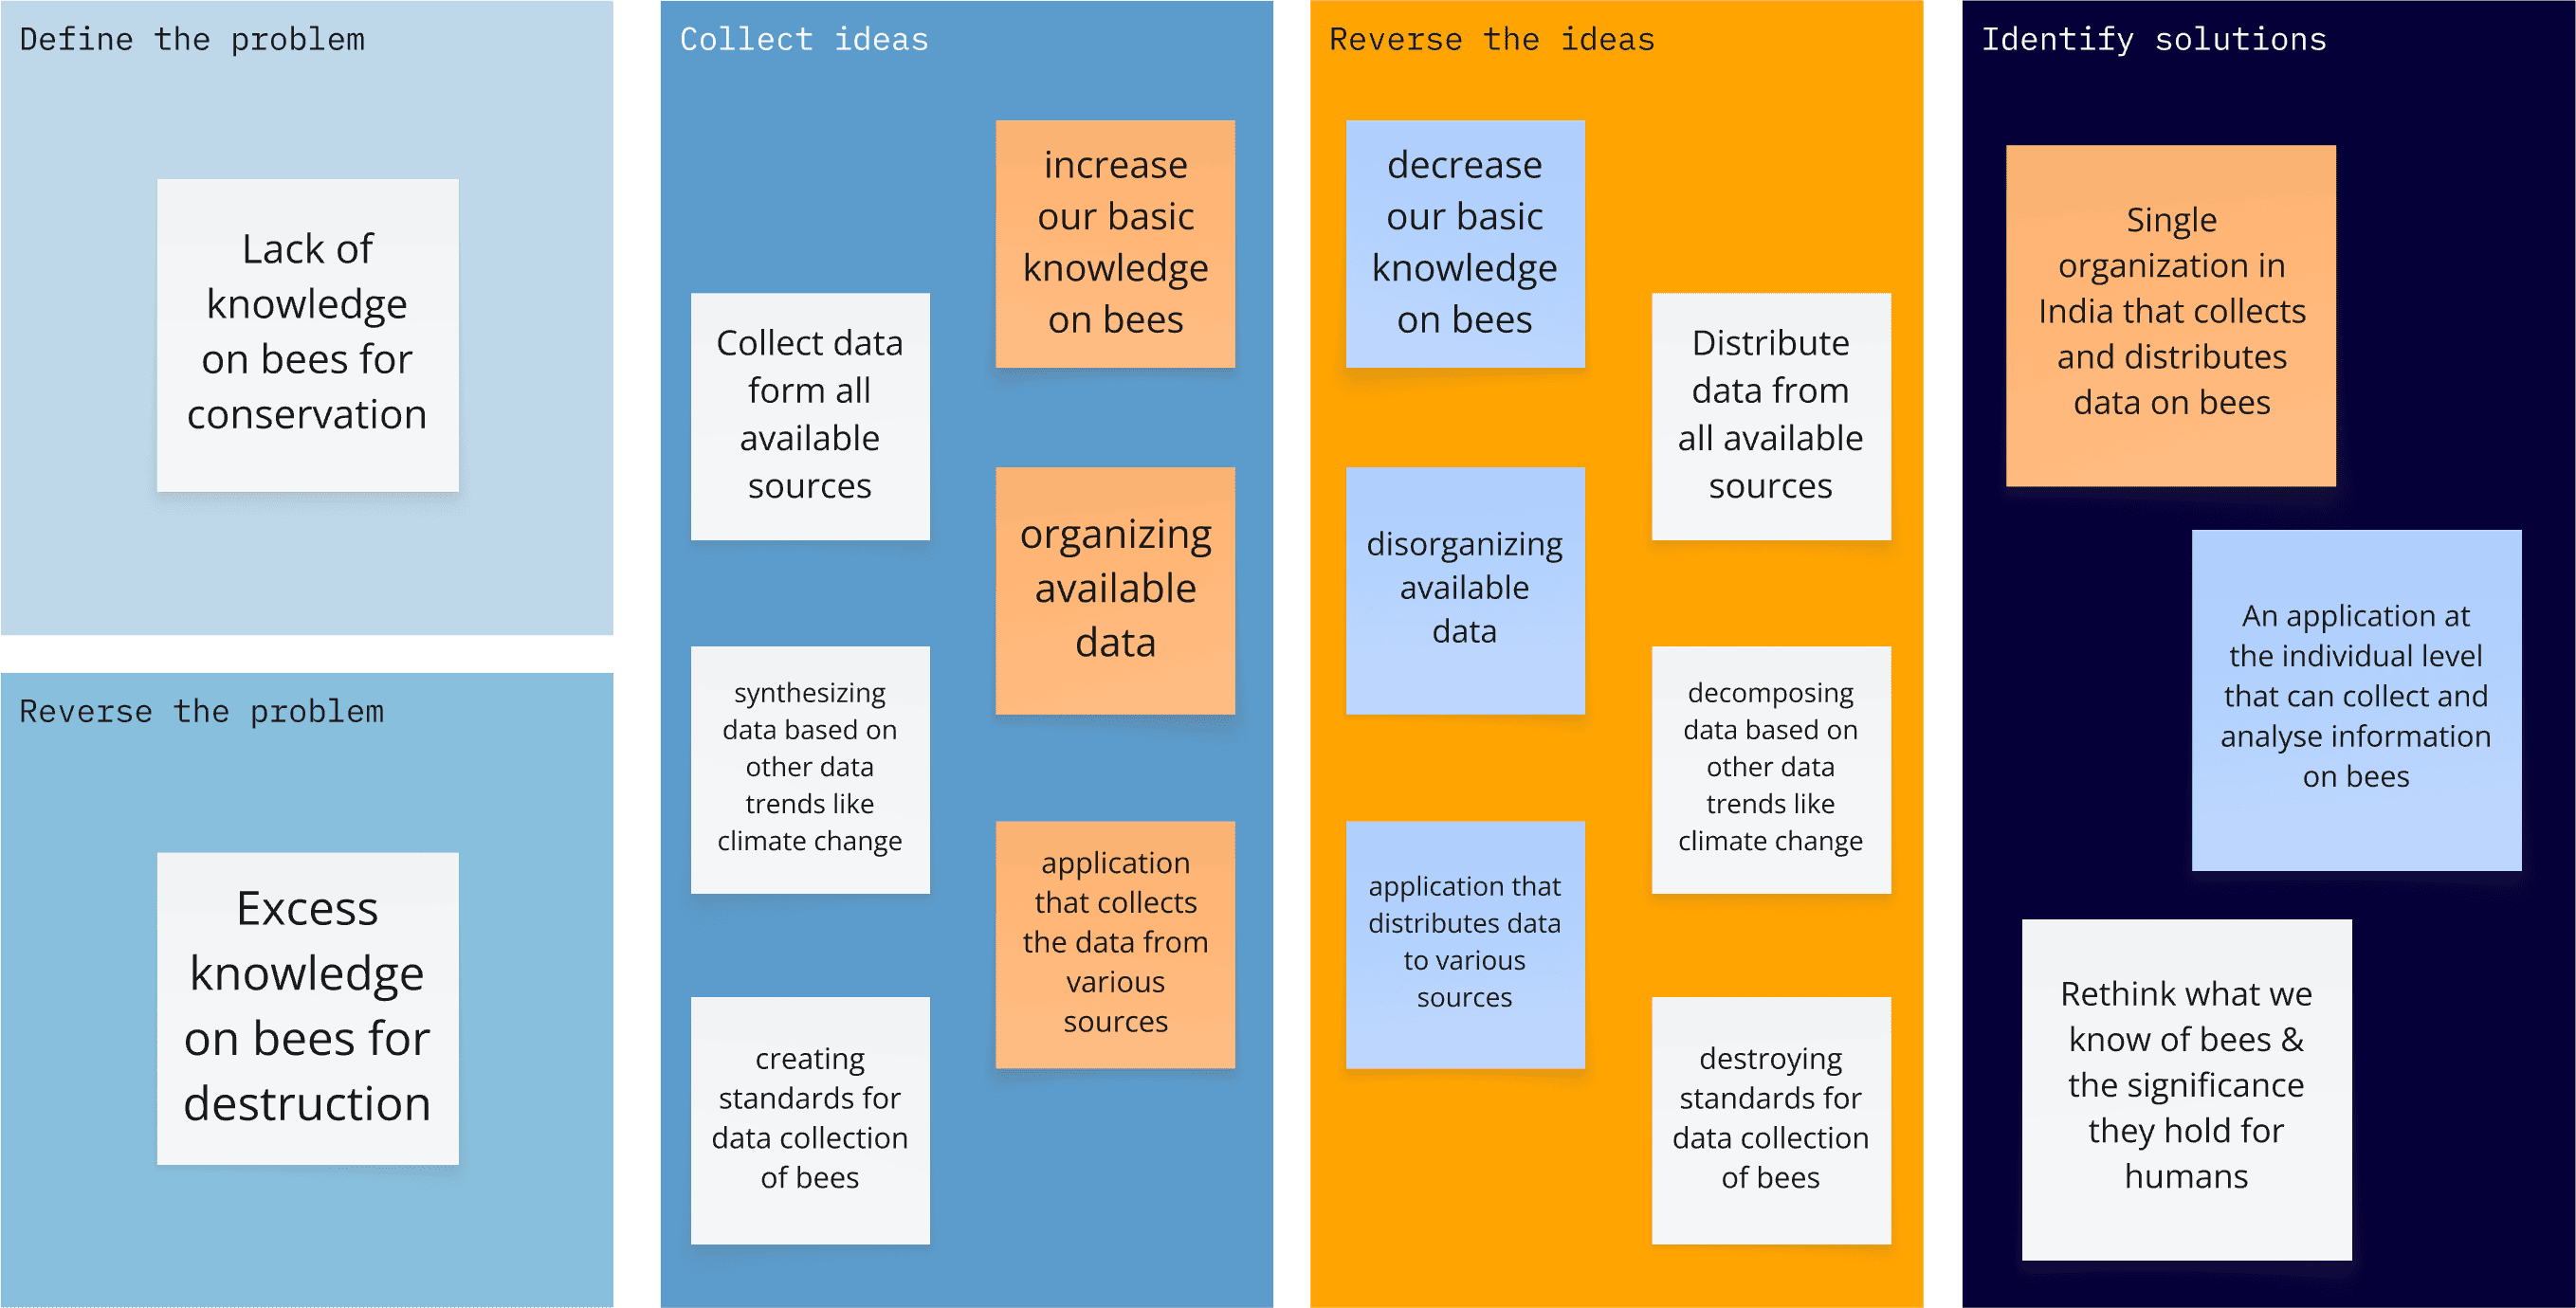 Define the problem
Lack of
knowledge
on bees for
conservation
Reverse the problem
Excess
knowledge
on bees for
destruction
Collect ideas
increase
our basic
knowledge
on bees
Collect data
form all
available
sources
organizing
available
data
synthesizing
data based on
other data
trends like
climate change
application
that collects
the data from
various
sources
creating
standards for
data collection
of bees
Reverse the ideas
decrease
our basic
knowledge
on bees
Distribute
data from
all available
sources
disorganizing
available
data
decomposing
data based on
other data
trends like
climate change
application that
distributes data
to various
sources
destroying
standards for
data collection
of bees
Identify solutions
Single
organization in
India that collects
and distributes
data on bees
An application at
the individual level
that can collect and
analyse information
on bees
Rethink what we
know of bees &
the significance
they hold for
humans